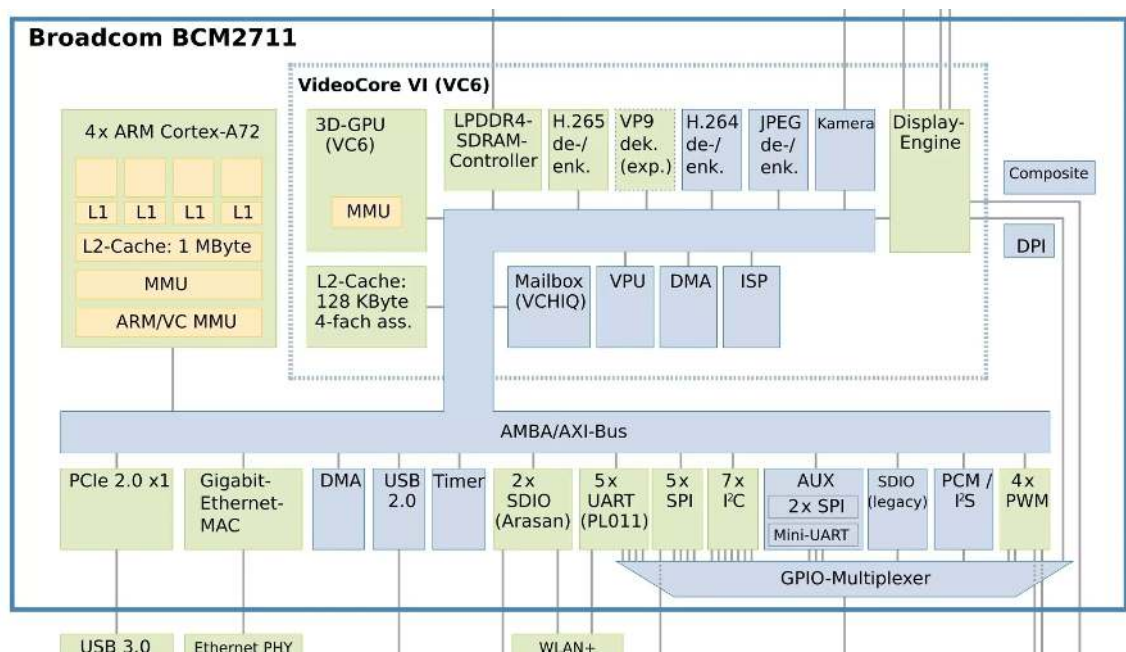 Broadcom BCM2711
VideoCore VI (VC6)
4x ARM Cortex-A72
L1 L1 L1 L1
L2-Cache: 1 MByte
MMU
ARM/VC MMU
3D-GPU
(VC6)
MMU
LPDDR4-
SDRAM-
Controller
H.265
de-/
enk.
VP9
dek.
(exp.)
H.264
de-/
enk.
JPEG
de-/
enk.
Kamera
Display-
Engine
Composite
DPI
L2-Cache:
128 KByte
4-fach ass.
Mailbox
(VCHIQ)
VPU
DMA
ISP
AMBA/AXI-Bus
PCIe 2.0 x1
Gigabit-
Ethernet-
MAC
DMA
USB
2.0
Timer
2x
SDIO
(Arasan)
5x
UART
(PL011)
5x
SPI
7x
I²C
AUX
2x SPI
Mini-UART
SDIO
(legacy)
PCM /
I²S
4x
PWM
GPIO-Multiplexer
USB 3.0
Ethernet PHY
WLAN+